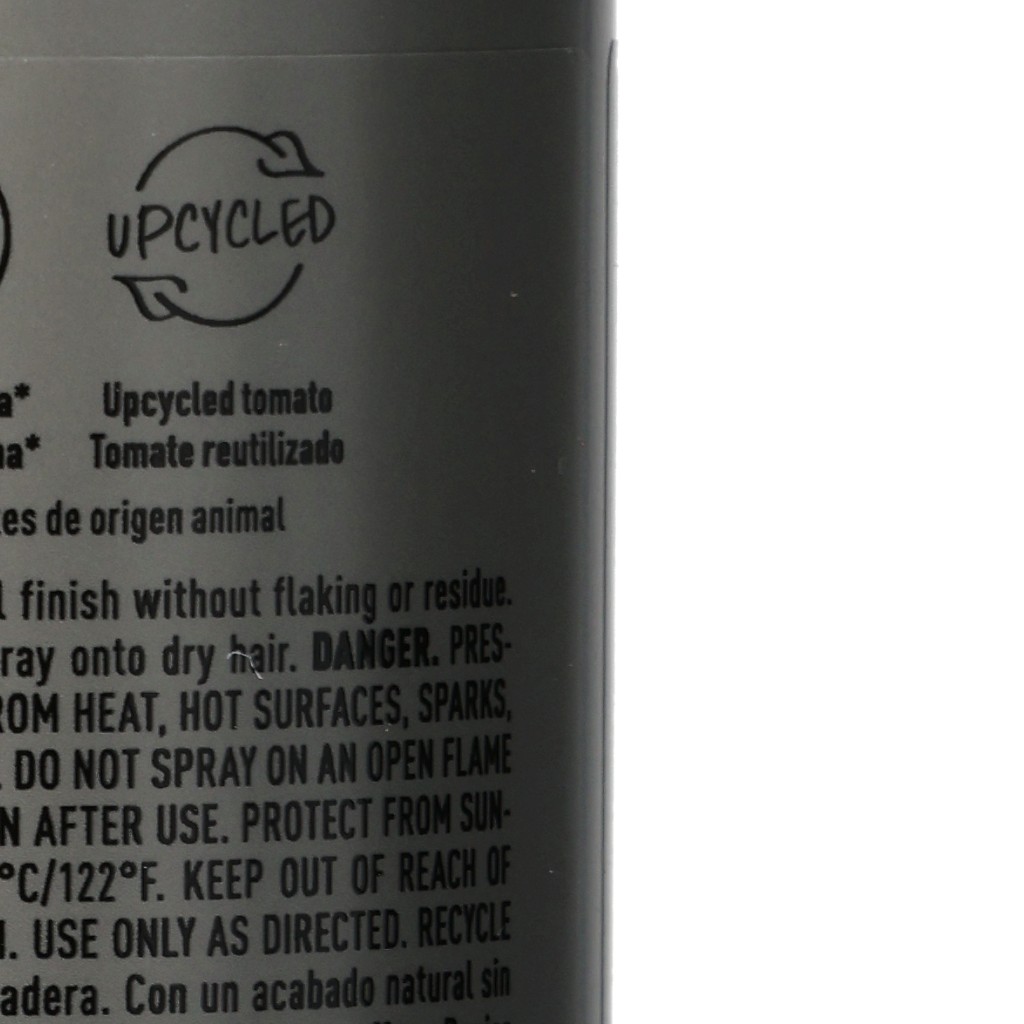 UPCYCLED
a* Upcycled tomato
na* Tomate reutilizado
es de origen animal
finish without flaking or residue.
ray onto dry hair. DANGER. PRES-
ROM HEAT, HOT SURFACES, SPARKS,
DO NOT SPRAY ON AN OPEN FLAME
N AFTER USE. PROTECT FROM SUN-
°C/122°F. KEEP OUT OF REACH OF
. USE ONLY AS DIRECTED. RECYCLE
adera. Con un acabado natural sin